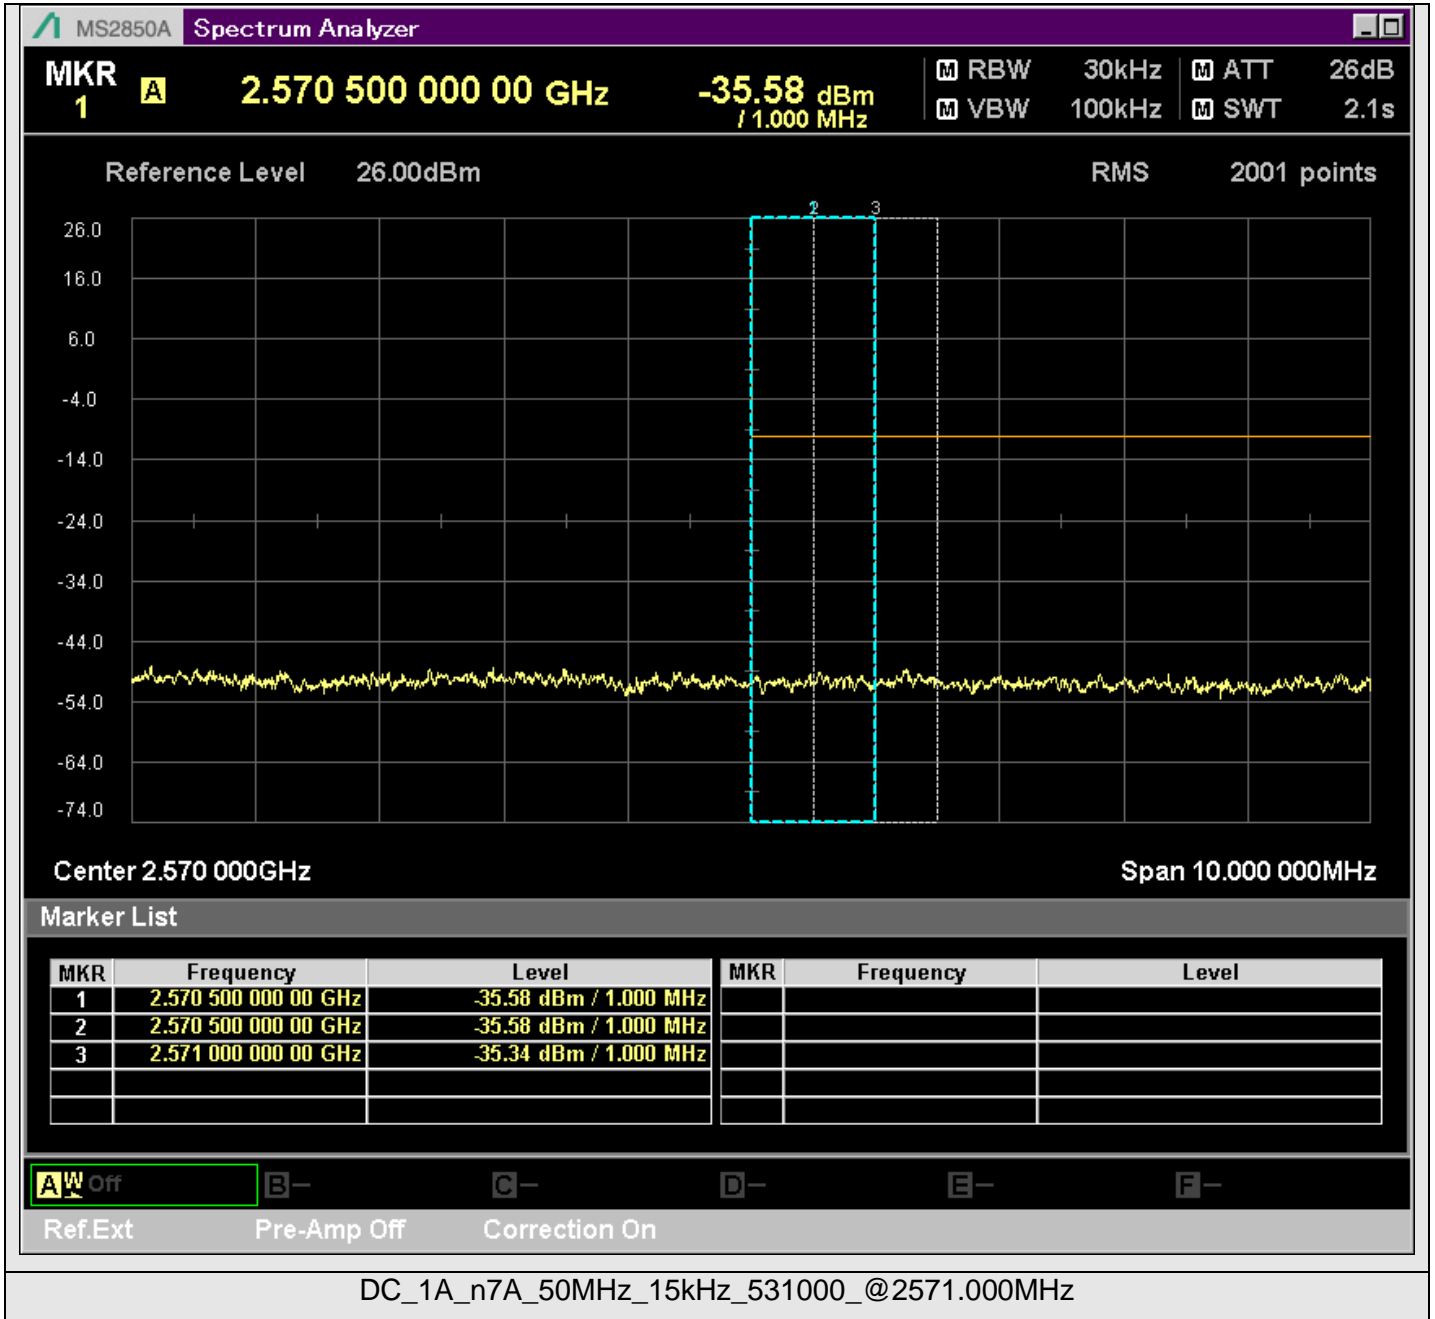 MS2850A Spectrum Analyzer
MKR 1 A 2.570 500 000 00 GHz -35.58 dBm / 1.000 MHz
M RBW 30kHz M ATT 26dB
M VBW 100kHz M SWT 2.1s
Reference Level 26.00dBm RMS 2001 points
2 3
26.0
16.0
6.0
-4.0
-14.0
-24.0
-34.0
-44.0
-54.0
-64.0
-74.0
Center 2.570 000GHz Span 10.000 000MHz
Marker List
MKR Frequency Level MKR Frequency Level
1 2.570 500 000 00 GHz -35.58 dBm / 1.000 MHz
2 2.570 500 000 00 GHz -35.58 dBm / 1.000 MHz
3 2.571 000 000 00 GHz -35.34 dBm / 1.000 MHz
A W Off B- C- D- E- F-
Ref.Ext Pre-Amp Off Correction On
DC_1A_n7A_50MHz_15kHz_531000_@2571.000MHz